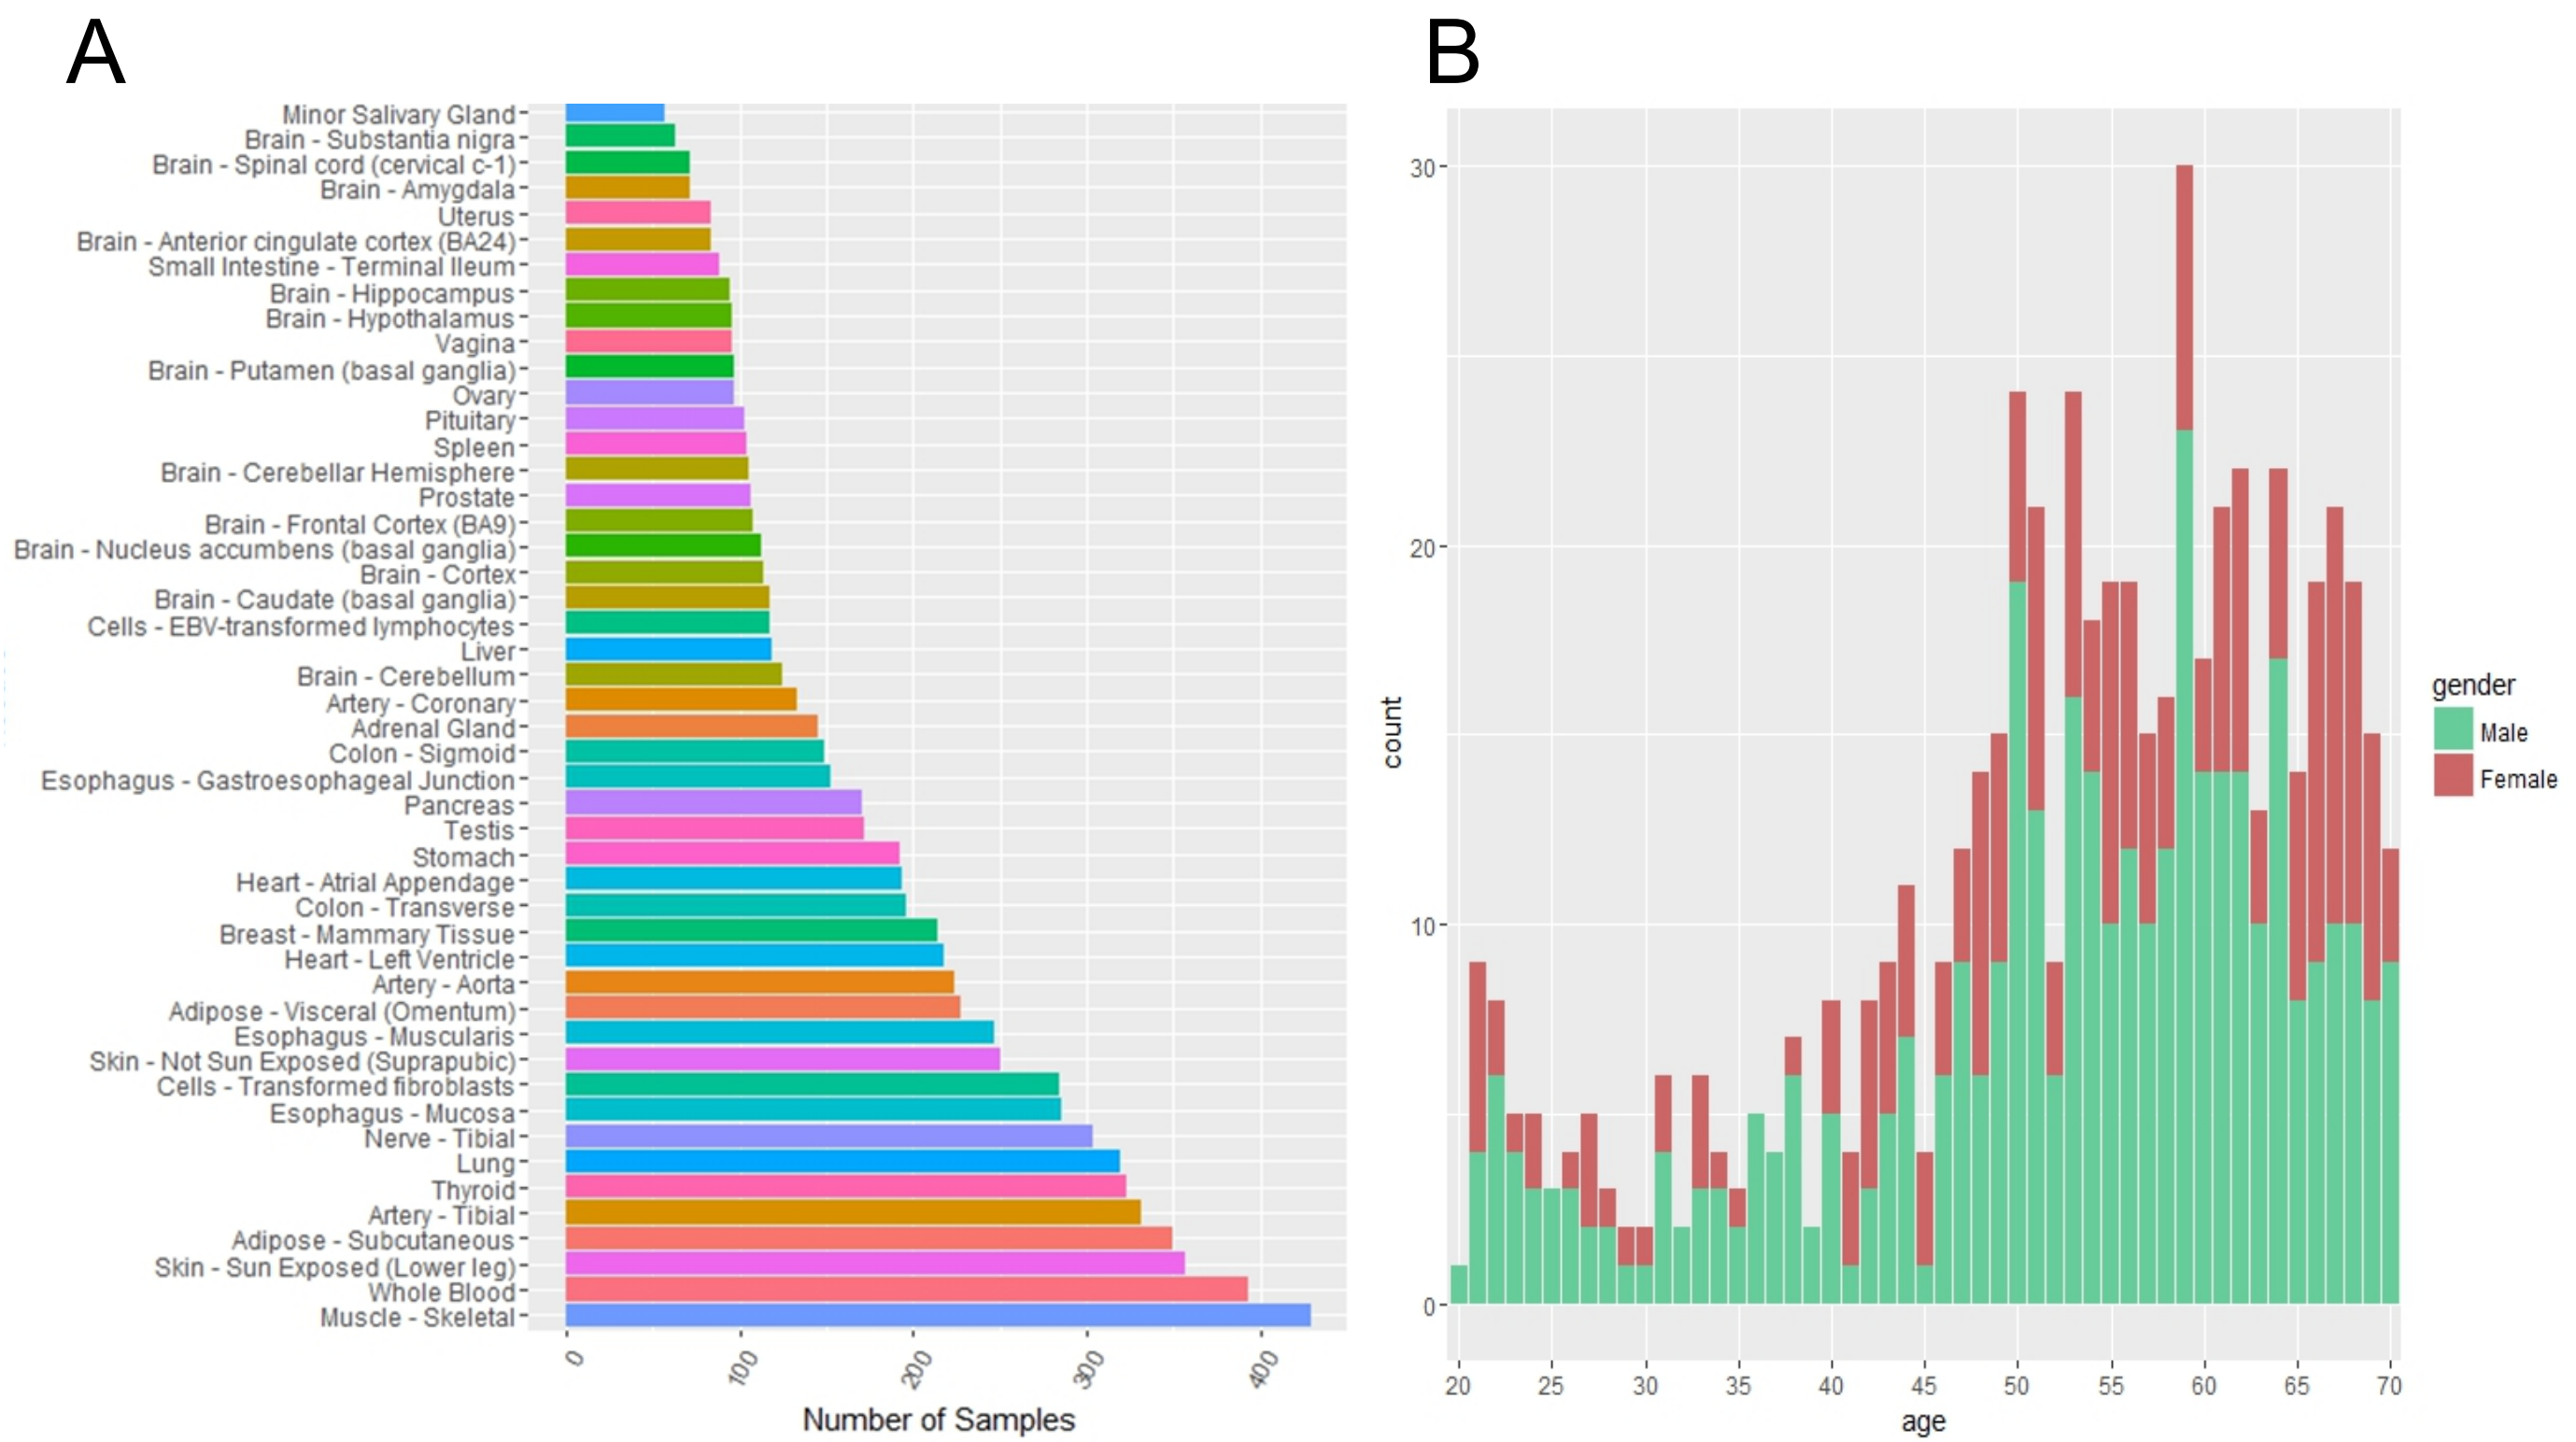 A
Minor Salivary Gland
Brain - Substantia nigra
Brain - Spinal cord (cervical c-1)
Brain - Amygdala
Uterus
Brain - Anterior cingulate cortex (BA24)
Small Intestine - Terminal Ileum
Brain - Hippocampus
Brain - Hypothalamus
Vagina
Brain - Putamen (basal ganglia)
Ovary
Pituitary
Spleen
Brain - Cerebellar Hemisphere
Prostate
Brain - Frontal Cortex (BA9)
Brain - Nucleus accumbens (basal ganglia)
Brain - Cortex
Brain - Caudate (basal ganglia)
Cells - EBV-transformed lymphocytes
Liver
Brain - Cerebellum
Artery - Coronary
Adrenal Gland
Colon - Sigmoid
Esophagus - Gastroesophageal Junction
Pancreas
Testis
Stomach
Heart - Atrial Appendage
Colon - Transverse
Breast - Mammary Tissue
Heart - Left Ventricle
Artery - Aorta
Adipose - Visceral (Omentum)
Esophagus - Muscularis
Skin - Not Sun Exposed (Suprapubic)
Cells - Transformed fibroblasts
Esophagus - Mucosa
Nerve - Tibial
Lung
Thyroid
Artery - Tibial
Adipose - Subcutaneous
Skin - Sun Exposed (Lower leg)
Whole Blood
Muscle - Skeletal
0 100 200 300 400
Number of Samples
B
30
20
10
0
count
20 25 30 35 40 45 50 55 60 65 70
age
gender
Male
Female